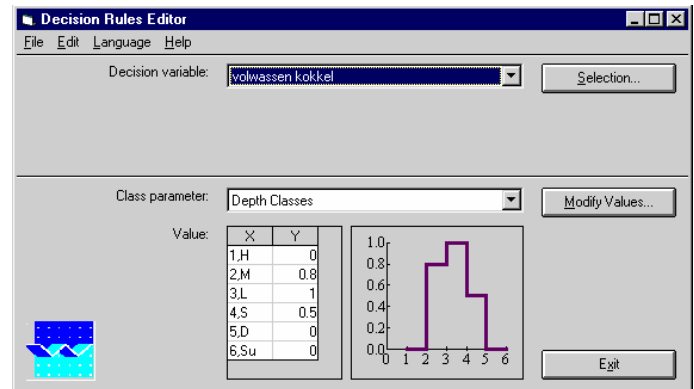 Decision Rules Editor
File Edit Language Help
Decision variable: volwassen kokkel Selection...
Class parameter: Depth Classes Modify Values...
Value:
X Y
1,H 0
2,M 0.8
3,L 1
4,S 0.5
5,D 0
6,Su 0
1.0
0.8
0.6
0.4
0.2
0.0
0 1 2 3 4 5 6
Exit